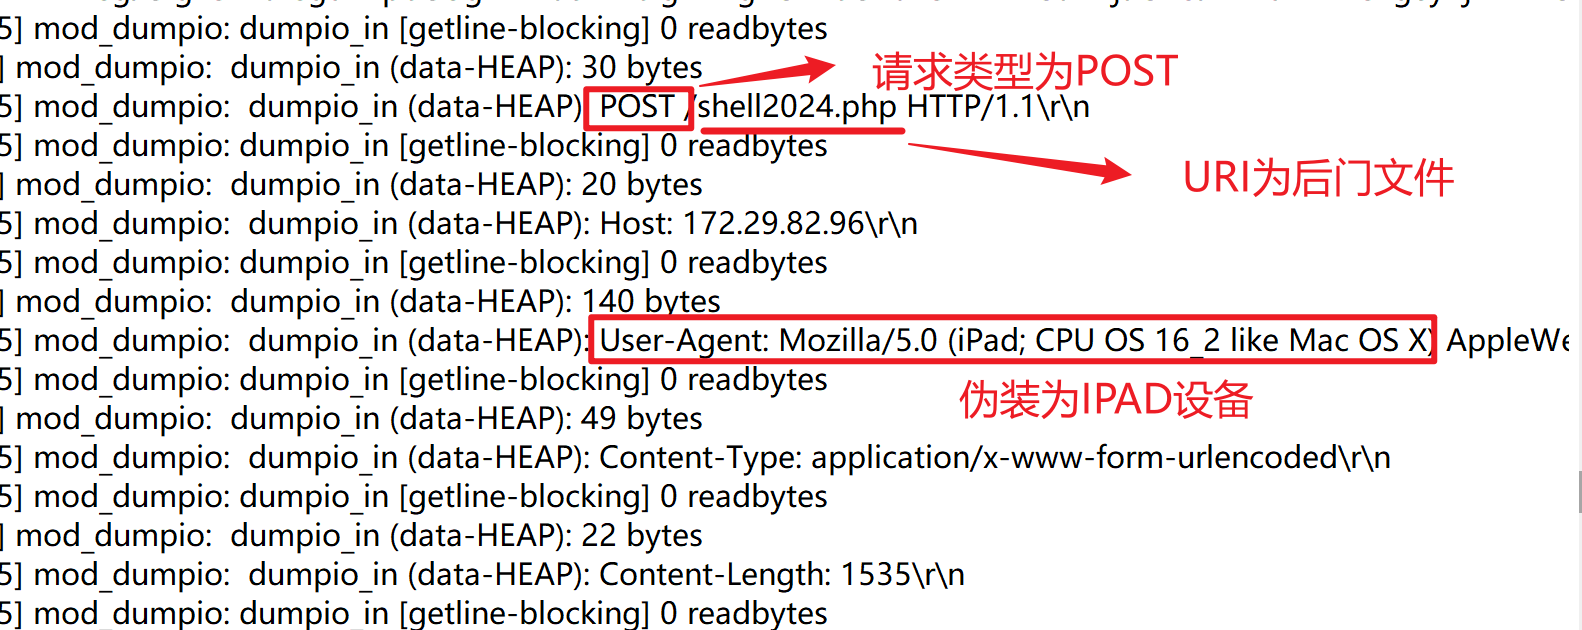 5] mod_dumpio: dumpio_in [getline-blocking] 0 readbytes
] mod_dumpio: dumpio_in (data-HEAP): 30 bytes
请求类型为POST
5] mod_dumpio: dumpio_in (data-HEAP) POST /shell2024.php HTTP/1.1\r\n
5] mod_dumpio: dumpio_in [getline-blocking] 0 readbytes
URI为后门文件
] mod_dumpio: dumpio_in (data-HEAP): 20 bytes
5] mod_dumpio: dumpio_in (data-HEAP): Host: 172.29.82.96\r\n
5] mod_dumpio: dumpio_in [getline-blocking] 0 readbytes
] mod_dumpio: dumpio_in (data-HEAP): 140 bytes
5] mod_dumpio: dumpio_in (data-HEAP): User-Agent: Mozilla/5.0 (iPad; CPU OS 16_2 like Mac OS X) AppleWe
5] mod_dumpio: dumpio_in [getline-blocking] 0 readbytes
伪装为IPAD设备
] mod_dumpio: dumpio_in (data-HEAP): 49 bytes
5] mod_dumpio: dumpio_in (data-HEAP): Content-Type: application/x-www-form-urlencoded\r\n
5] mod_dumpio: dumpio_in [getline-blocking] 0 readbytes
] mod_dumpio: dumpio_in (data-HEAP): 22 bytes
5] mod_dumpio: dumpio_in (data-HEAP): Content-Length: 1535\r\n
5] mod_dumpio: dumpio_in [getline-blocking] 0 readbytes